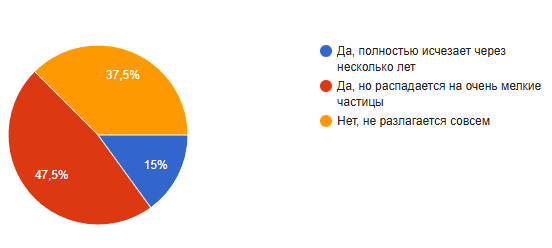 37,5%
15%
47,5%
Да, полностью исчезает через
несколько лет
Да, но распадается на очень мелкие
частицы
Нет, не разлагается совсем